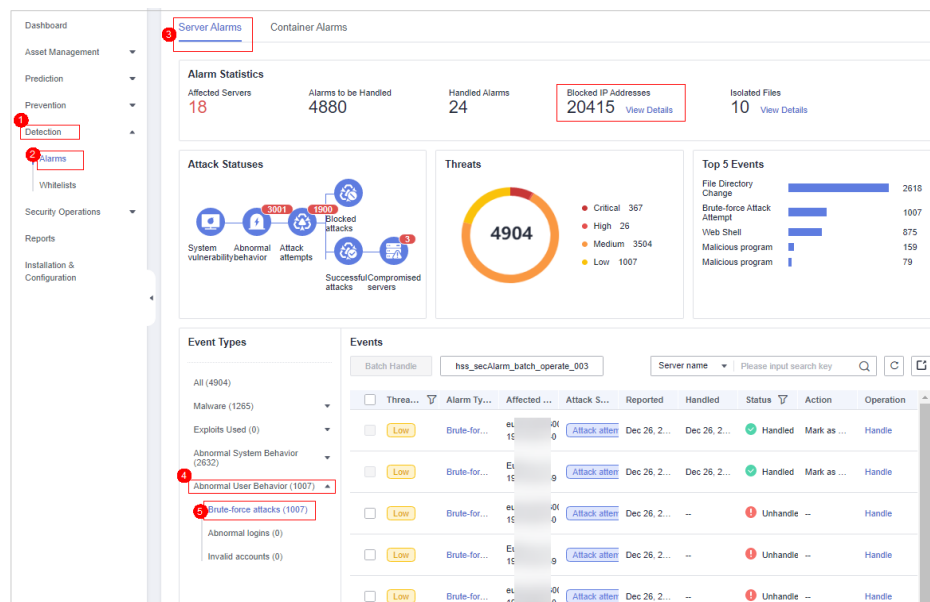 Dashboard
Asset Management
Prediction
Prevention
1
Detection
2
Alarms
Whitelists
Security Operations
Reports
Installation &
Configuration
3
Server Alarms
Container Alarms
Alarm Statistics
Affected Servers
18
Alarms to be Handled
4880
Handled Alarms
24
Blocked IP Addresses
20415 View Details
Isolated Files
10 View Details
Attack Statuses
3001
1900
3
System
vulnerability
Abnormal
behavior
Attack
attempts
Blocked
attacks
Successful
attacks
Compromised
servers
Threats
4904
Critical 367
High 26
Medium 3504
Low 1007
Top 5 Events
File Directory
Change
2618
Brute-force Attack
Attempt
1007
Web Shell 875
Malicious program 159
Malicious program 79
Event Types
All (4904)
Malware (1265)
Exploits Used (0)
Abnormal System Behavior
(2632)
4
Abnormal User Behavior (1007)
5
Brute-force attacks (1007)
Abnormal logins (0)
Invalid accounts (0)
Events
Batch Handle
hss_secAlarm_batch_operate_003
Server name
Please input search key
Threa... Alarm Ty... Affected ... Attack S... Reported Handled Status Action Operation
Low Brute-for... Attack attem Dec 26, 2... Dec 26, 2... Handled Mark as ... Handle
Low Brute-for... Attack attem Dec 26, 2... Dec 26, 2... Handled Mark as ... Handle
Low Brute-for... Attack attem Dec 26, 2... -- Unhandle -- Handle
Low Brute-for... Attack attem Dec 26, 2... -- Unhandle -- Handle
Low Brute-for... Attack attem Dec 26, 2... -- Unhandle -- Handle